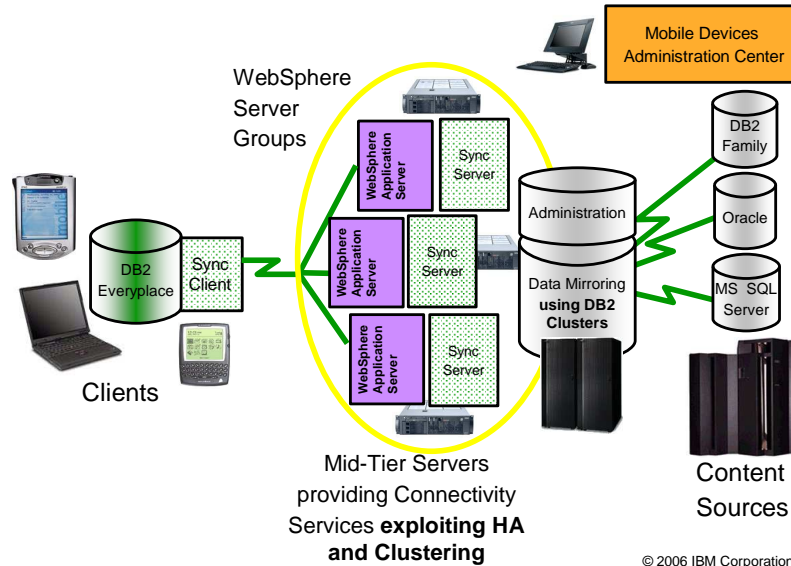 Mobile Devices
Administration Center
WebSphere
Server
Groups
DB2
Family
WebSphere
Application
Server
Sync
Server
Administration
Oracle
DB2
Everyplace
Sync
Client
WebSphere
Application
Server
Sync
Server
Data Mirroring
using DB2
Clusters
MS SQL
Server
WebSphere
Application
Server
Sync
Server
Clients
Mid-Tier Servers
providing Connectivity
Services exploiting HA
and Clustering
Content
Sources
© 2006 IBM Corporation